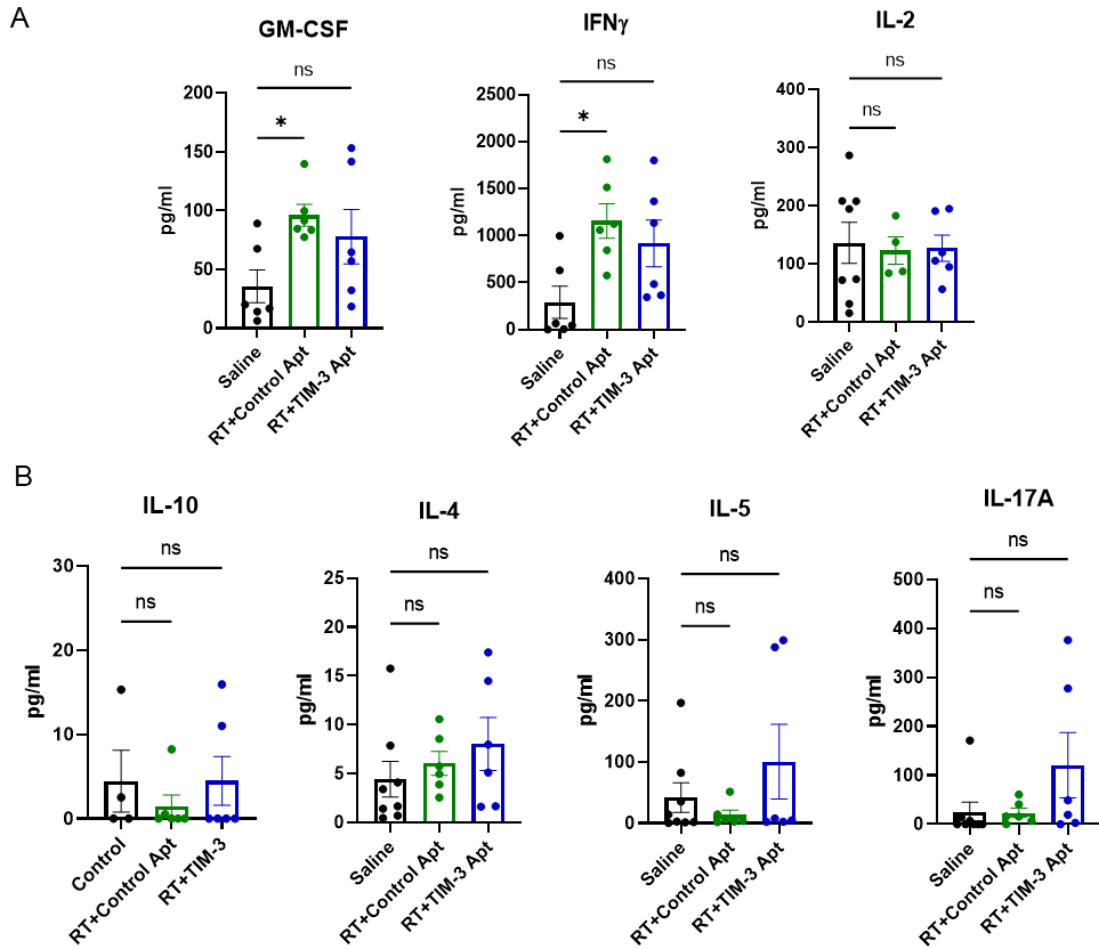 A
GM-CSF
ns
*
200
150
100
50
0
pg/ml
Saline
RT+Control Apt
RT+TIM-3 Apt
IFNγ
ns
*
2500
2000
1500
1000
500
0
pg/ml
Saline
RT+Control Apt
RT+TIM-3 Apt
IL-2
ns
ns
400
300
200
100
0
pg/ml
Saline
RT+Control Apt
RT+TIM-3 Apt
B
IL-10
ns
ns
30
20
10
0
pg/ml
Control
RT+Control Apt
RT+TIM-3
IL-4
ns
ns
25
20
15
10
5
0
pg/ml
Saline
RT+Control Apt
RT+TIM-3 Apt
IL-5
ns
ns
400
300
200
100
0
pg/ml
Saline
RT+Control Apt
RT+TIM-3 Apt
IL-17A
ns
ns
500
400
300
200
100
0
pg/ml
Saline
RT+Control Apt
RT+TIM-3 Apt